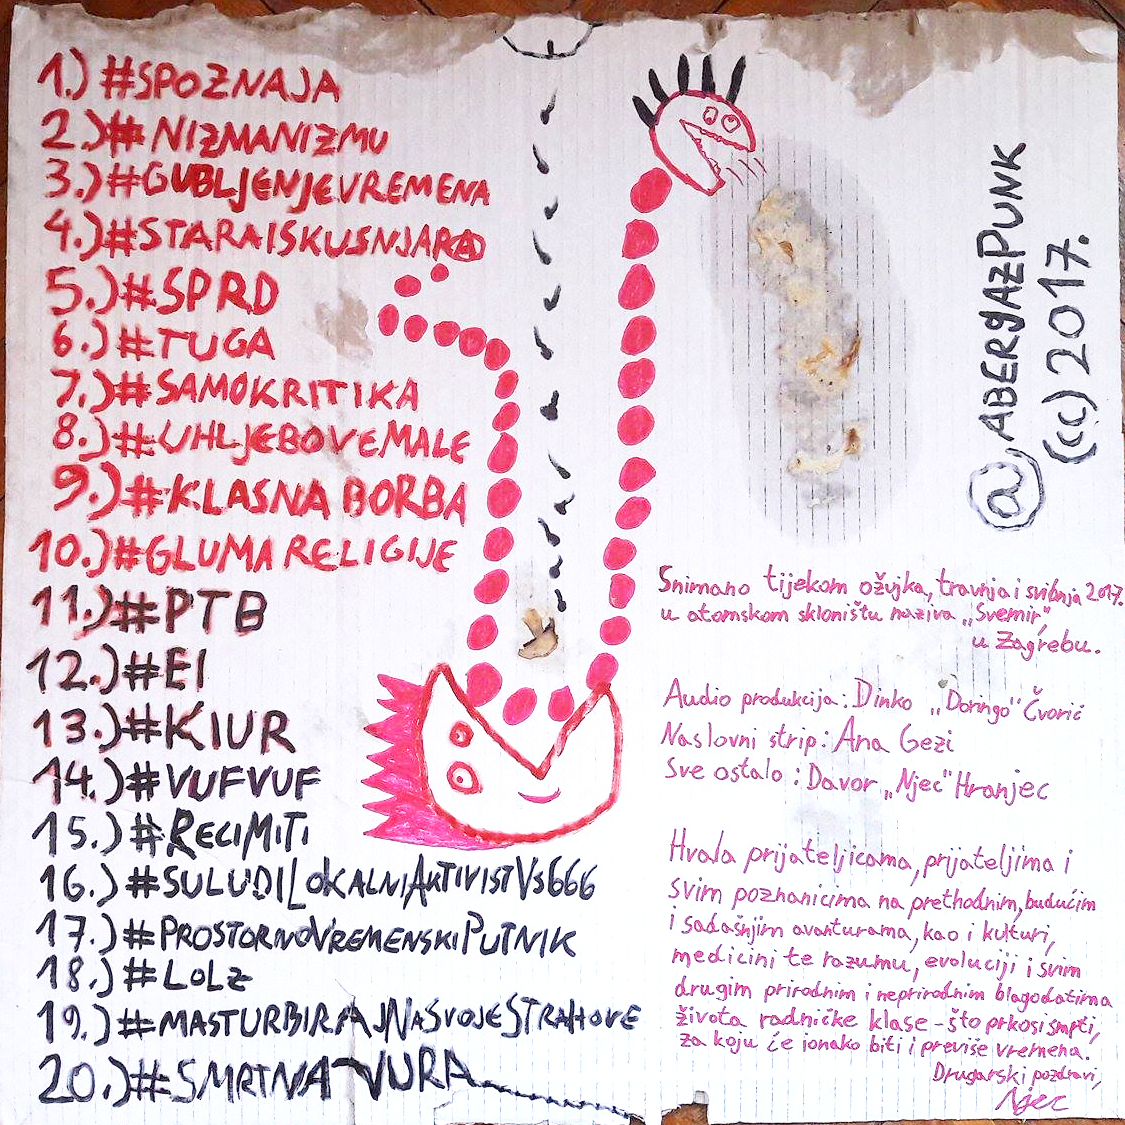 1.) #SPOZNAJA
2.) # NIZMANIZMU
3.) #GUBLJENJEVREMENA
4.) #STARAISKUSNJARA
5.) #SPRD
6.) #TUGA
7.) #SAMOKRITIKA
8.) #UHLJEBOVEMALE
9.) #KLASNA BORBA
10.) #GLUMA RELIGIJE
11.) #PTB
12.) #EI
13.) #KIUR
14.) #VUFVUF
15.) #RECIMITI
16.) #SULUDILOKALNIAKTIVISTVS666
17.) #PROSTORNOVREMENSKIPUTNIK
18.) #LOLZ
19.) #MASTURBIRAJNASVOJESTRAHOVE
20.) #SMRTNA VURA
@ABERYAZPUNK
(cc) 2017.
Snimano tijekom ožujka, travnja i svibnja 2017.
u atomskom skloništu naziva „Svemir",
u Zagrebu.
Audio produkcija: Dinko „Doringo" Čvorić
Naslovni strip: Ana Gezi
Sve ostalo : Davor „Njec" Hranjec
Hvala prijateljicama, prijateljima i
svim poznanicima na prethodnim, budućim
i sadašnjim avanturama, kao i kulturi,
medicini te razumu, evoluciji i svim
drugim prirodnim i neprirodnim blagodatima
života radničke klase - što prkosi smrti,
za koju će ionako biti i previše vremena.
Drugarski pozdravi,
Njec